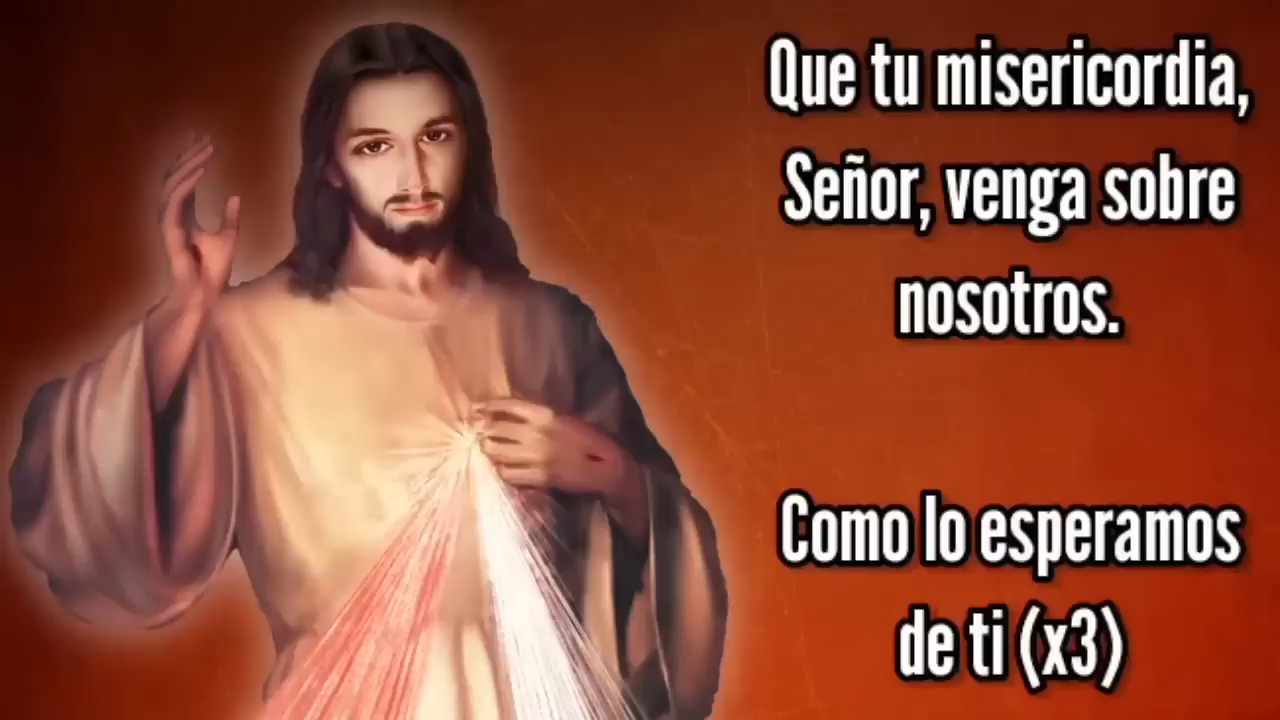 Que tu misericordia,
Señor, venga sobre
nosotros.
Como lo esperamos
de ti (x3)